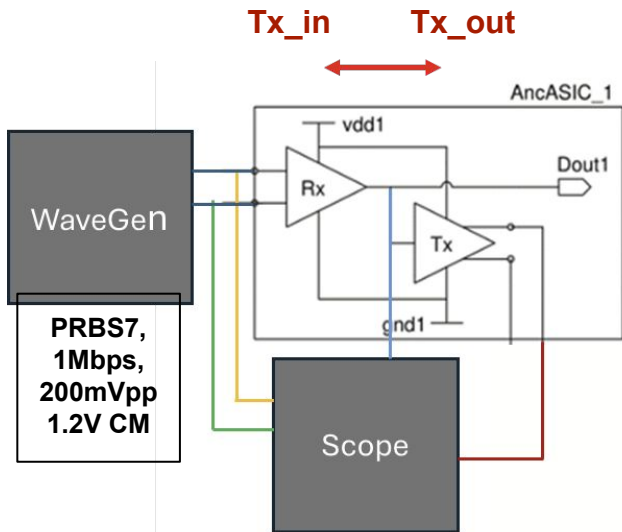 Tx_in
Tx_out
AncASIC_1
vdd1
Dout1
Rx
WaveGen
Tx
PRBS7,
1Mbps,
200mVpp
1.2V CM
gnd1
Scope